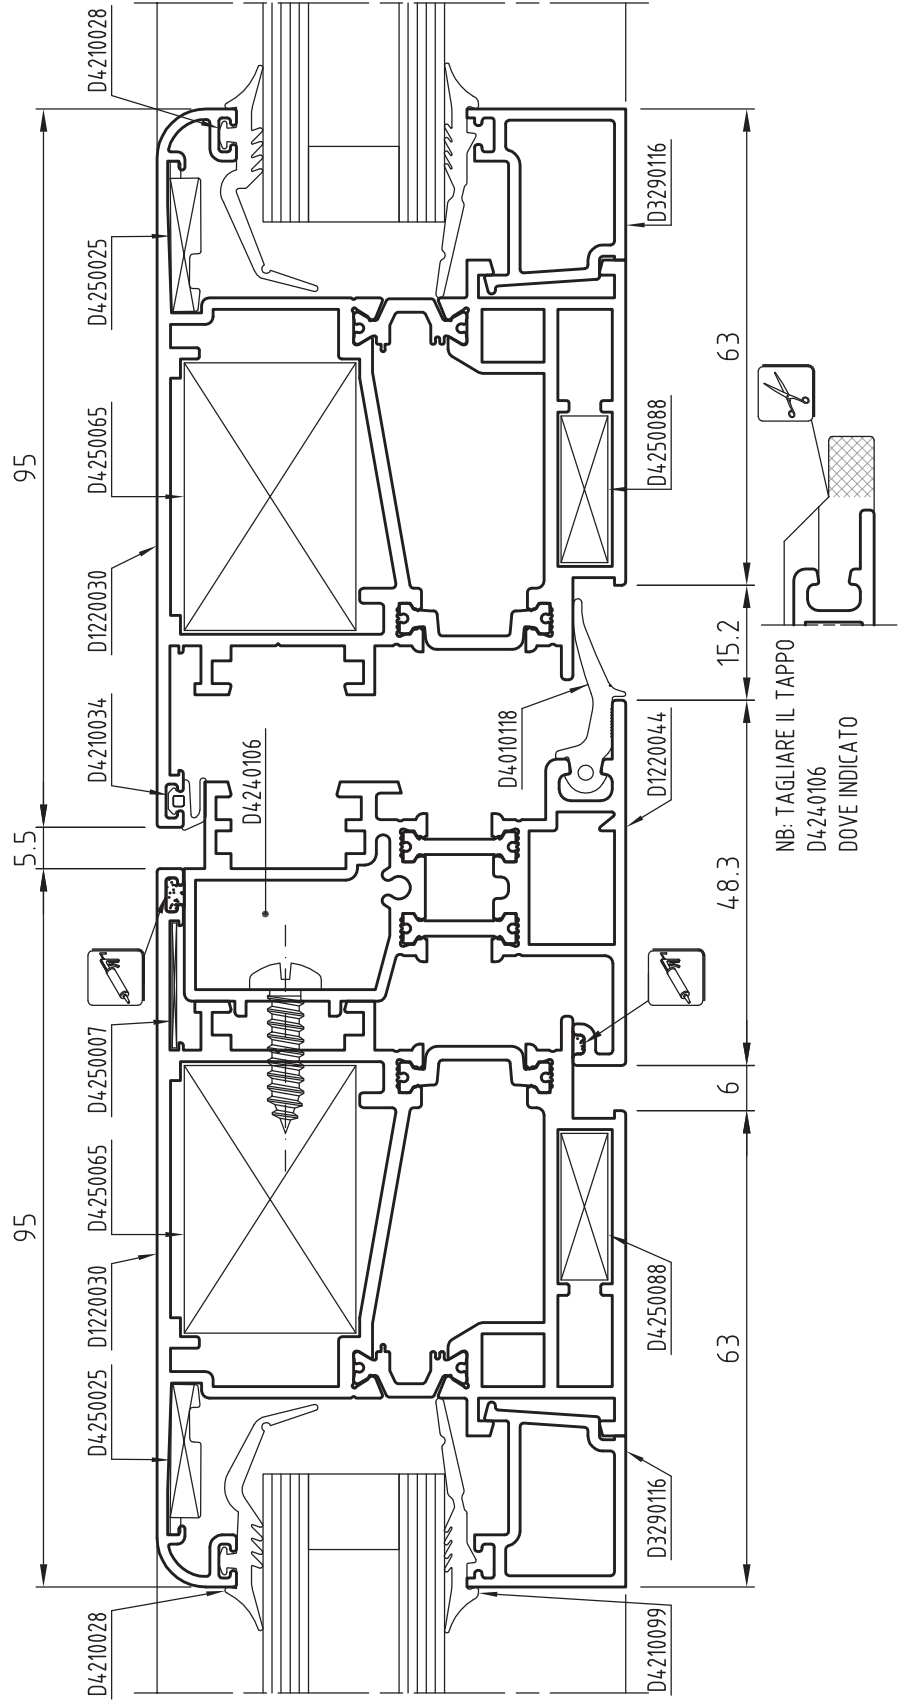 95
5.5
95
D4210028
D4250025
D1220030
D4250065
D4250007
D4210034
D1220030
D4250065
D4250025
D4210028
D4240106
D4010118
D4210099
D3290116
D4250088
D1220044
D4250088
D3290116
63
6
48.3
15.2
63
NB: TAGLIARE IL TAPPO
D4240106
DOVE INDICATO